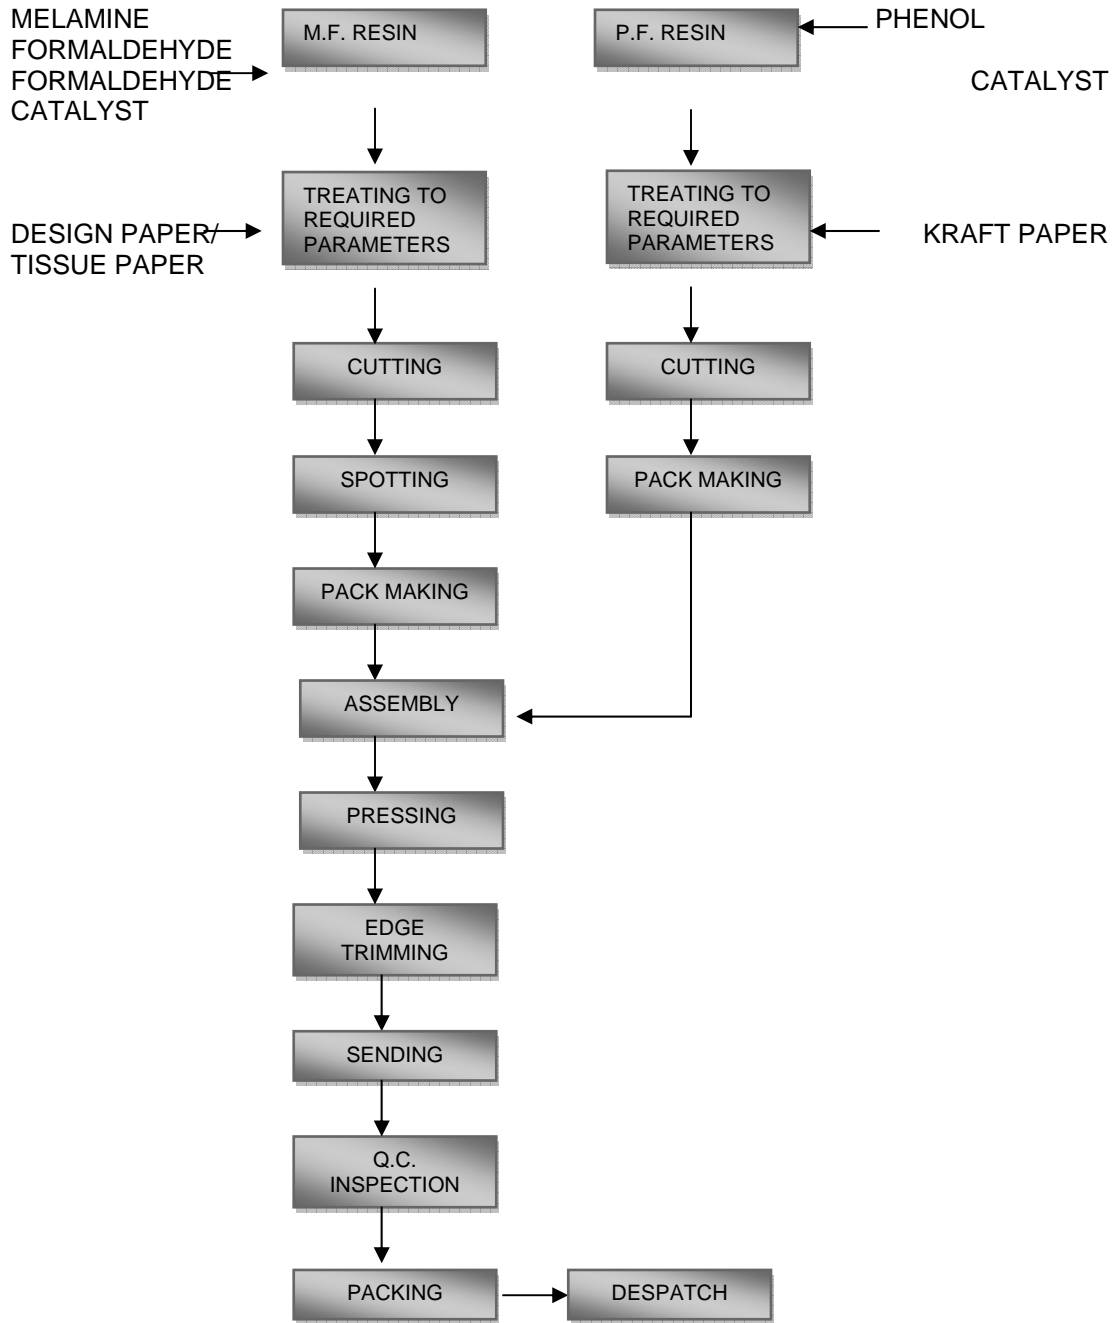 MELAMINE
FORMALDEHYDE
FORMALDEHYDE
CATALYST
M.F. RESIN
P.F. RESIN
PHENOL
CATALYST
DESIGN PAPER/
TISSUE PAPER
TREATING TO
REQUIRED
PARAMETERS
TREATING TO
REQUIRED
PARAMETERS
KRAFT PAPER
CUTTING
CUTTING
SPOTTING
PACK MAKING
PACK MAKING
ASSEMBLY
PRESSING
EDGE
TRIMMING
SENDING
Q.C.
INSPECTION
PACKING
DESPATCH